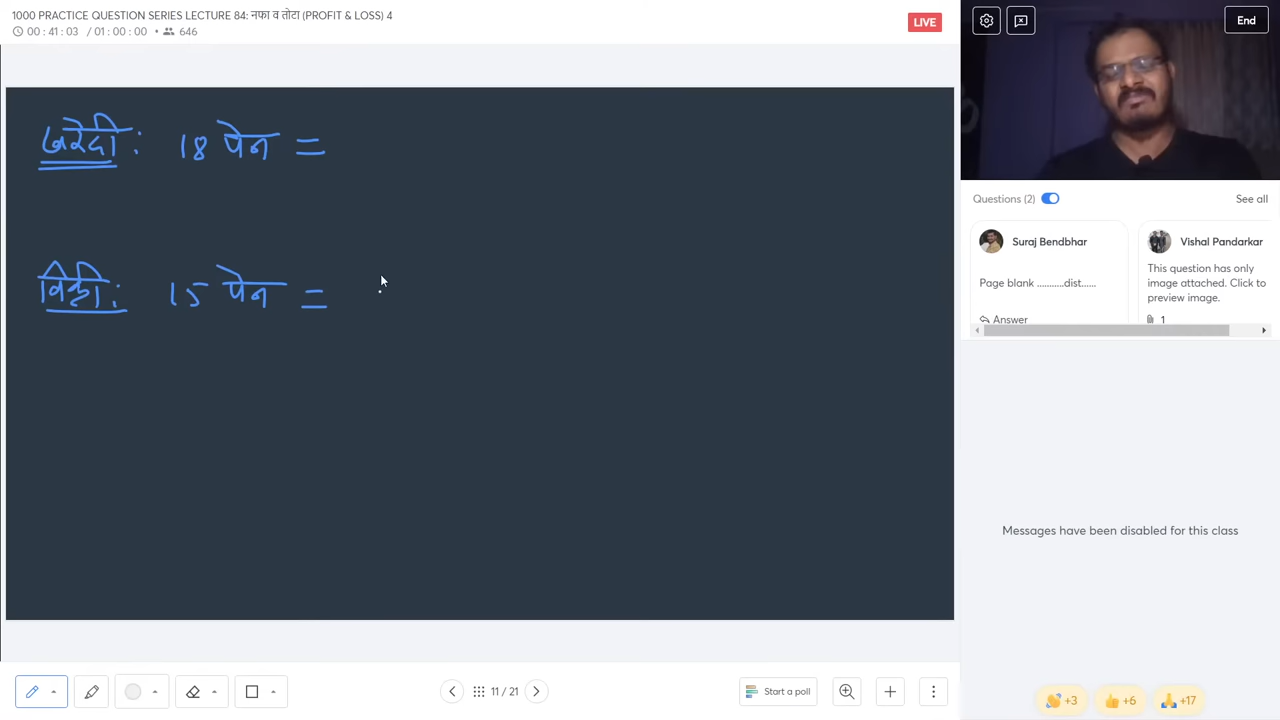 1000 PRACTICE QUESTION SERIES LECTURE 84: नफा व तोटा (PROFIT & LOSS) 4
00 : 41 : 03 / 01 : 00 : 00 • 646
LIVE
End
खरेदी : 18 पेन =
विक्री : 15 पेन =
Questions (2)
See all
Suraj Bendbhar
Page blank ...........dist......
Answer
Vishal Pandarkar
This question has only
image attached. Click to
preview image.
1
Messages have been disabled for this class
11 / 21
Start a poll
+3
+6
+17